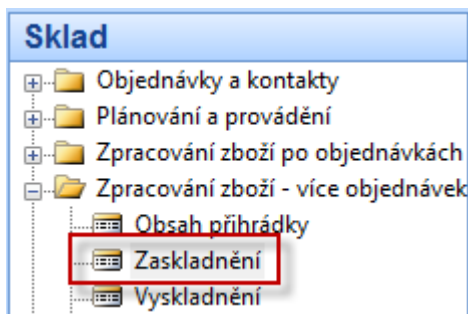 Sklad
Objednávky a kontakty
Plánování a provádění
Zpracování zboží po objednávkách
Zpracování zboží - více objednávek
Obsah přihrádky
Zaskladnění
Vyskladnění